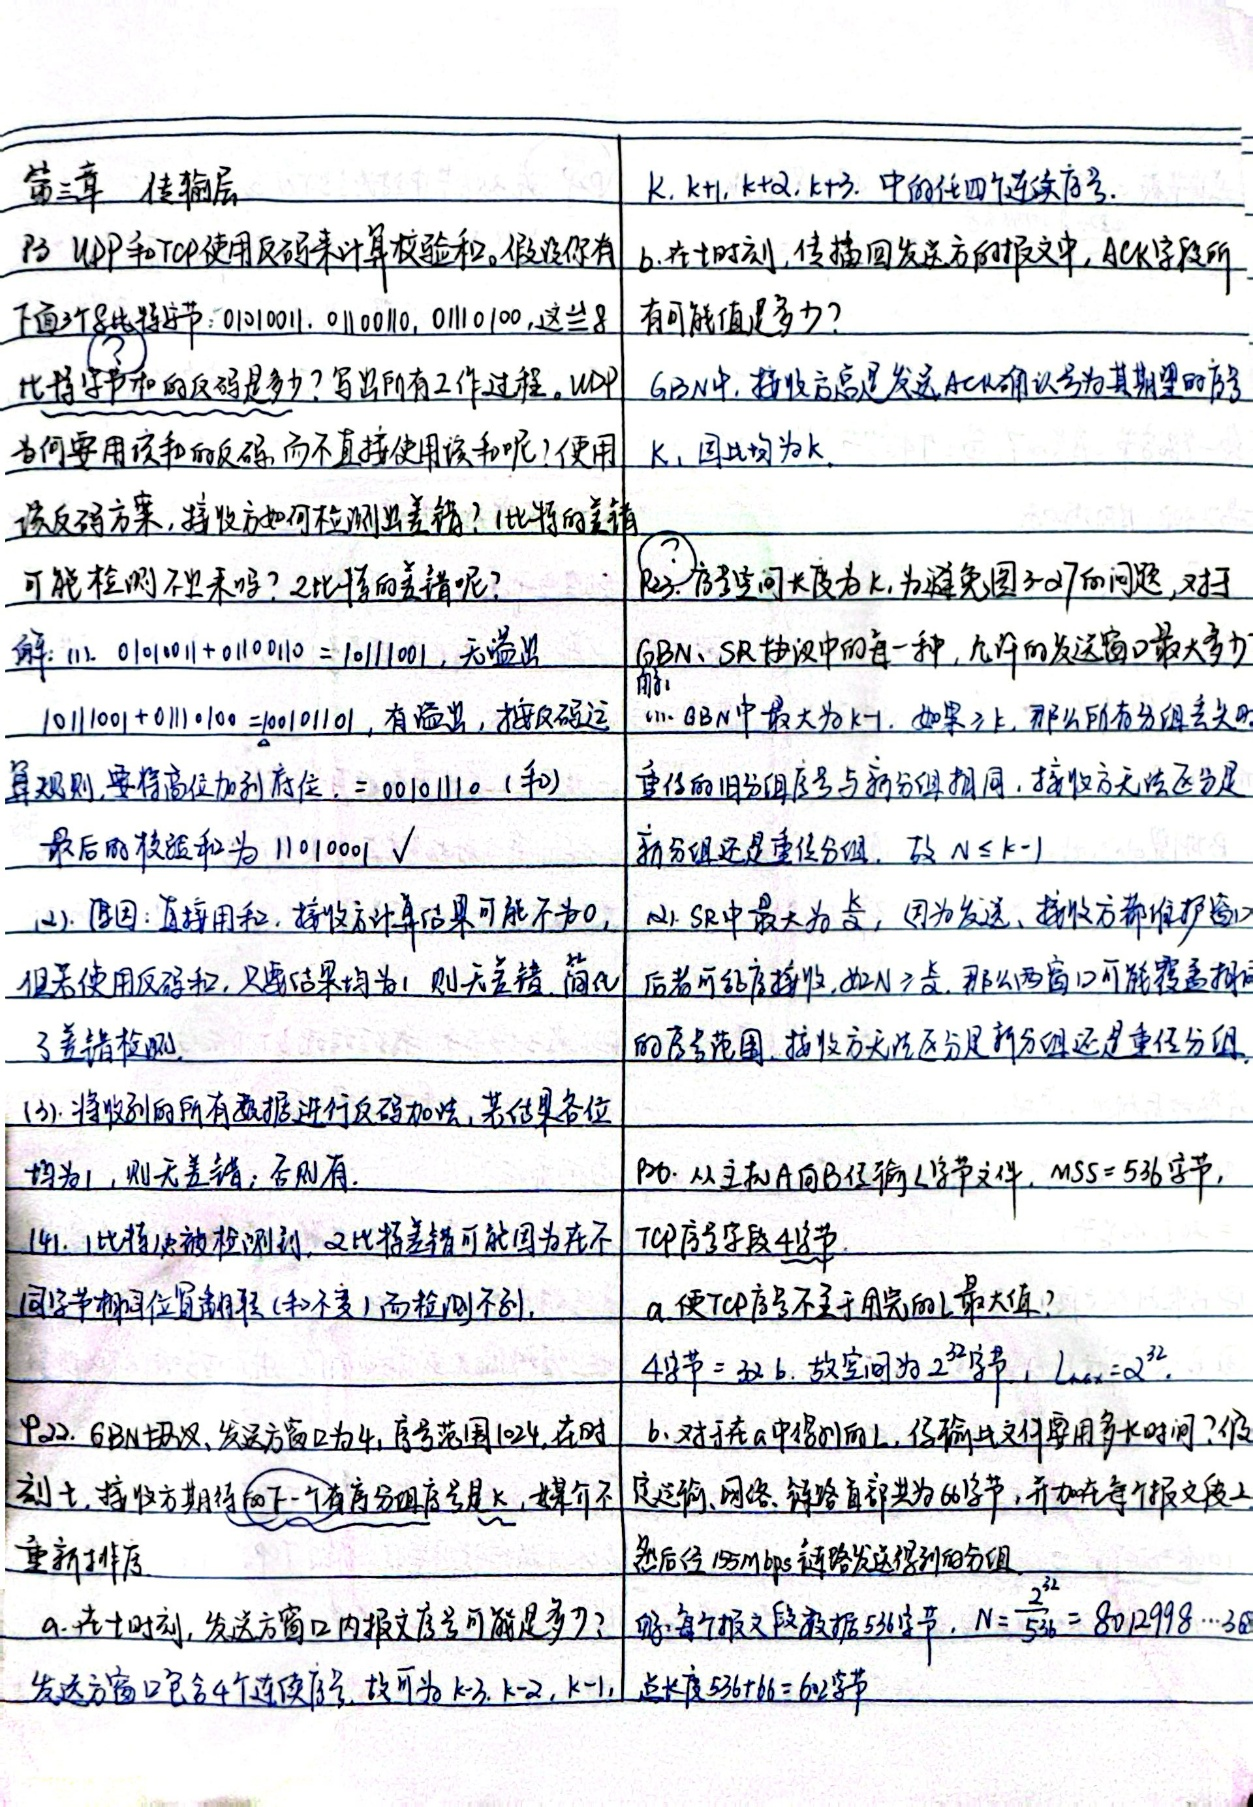 第三章 传输层
P3 UDP和TCP使用反码来计算校验和。假设你有
下面3个8比特字节:01010011. 01100110, 01110100,这些8
?
比特字节和的反码是多少?写出所有工作过程。UDP
为何要用该和的反码,而不直接使用该和呢?使用
该反码方案,接收方如何检测出差错?1比特的差错
可能检测不出来吗?2比特的差错呢?
解:(1). 01010011+01100110=10111001,无溢出
10111001+01110100=100101101,有溢出,按反码运
算规则,要将高位加到底位,=00101110(和)
最后的校验和为11010001 √
(2). 原因:直接用和,接收方计算结果可能不为0,
但若使用反码和,只要结果均为1 则无差错,简化
了差错检测.
(3). 将收到的所有数据进行反码加法,若结果各位
均为1,则无差错;否则有.
(4). 1比特会被检测到,2比特差错可能因为在不
同字节相同位置翻转(和不变)而检测不到.
P22. GBN协议、发送方窗口为4,序号范围1024,在时
刻t,接收方期待的下一个有序分组序号是k,媒介不
重新排序
a.在t时刻,发送方窗口内报文序号可能是多少?
发送方窗口包含4个连续序号,故可为k-3, k-2, k-1,
k, k+1, k+2, k+3. 中的任四个连续序号.
b.在t时刻,传播回发送方的报文中,ACK字段所
有可能值是多少?
GBN中,接收方总是发送ACK确认号为其期望的序号
k,因此均为k.
?
P23. 序号空间长度为k,为避免图3-27的问题,对于
GBN、SR协议中的每一种,允许的发送窗口最大多少
解:
(1). GBN中最大为k-1. 如果≥k,那么所有分组丢失时
重传的旧分组序号与新分组相同,接收方无法区分是
新分组还是重传分组. 故N≤k-1
(2). SR中最大为k/2,因为发送、接收方都维护窗口
后者可乱序接收,如N≥k/2,那么两窗口可能覆盖相同
的序号范围,接收方无法区分是新分组还是重传分组.
P26. 从主机A向B传输L字节文件,MSS=536字节,
TCP序号字段4字节.
a.使TCP序号不至于用完的L最大值?
4字节=32b.故空间为2^32字节., Lmax=2^32.
b.对于在a中得到的L,传输此文件要用多长时间?假
定运输、网络、链路首部共为66字节,并加在每个报文段上
然后经155Mbps链路发送得到的分组
解:每个报文段数据536字节. N=2^32/536=8012998…368
总长度536+66=602字节